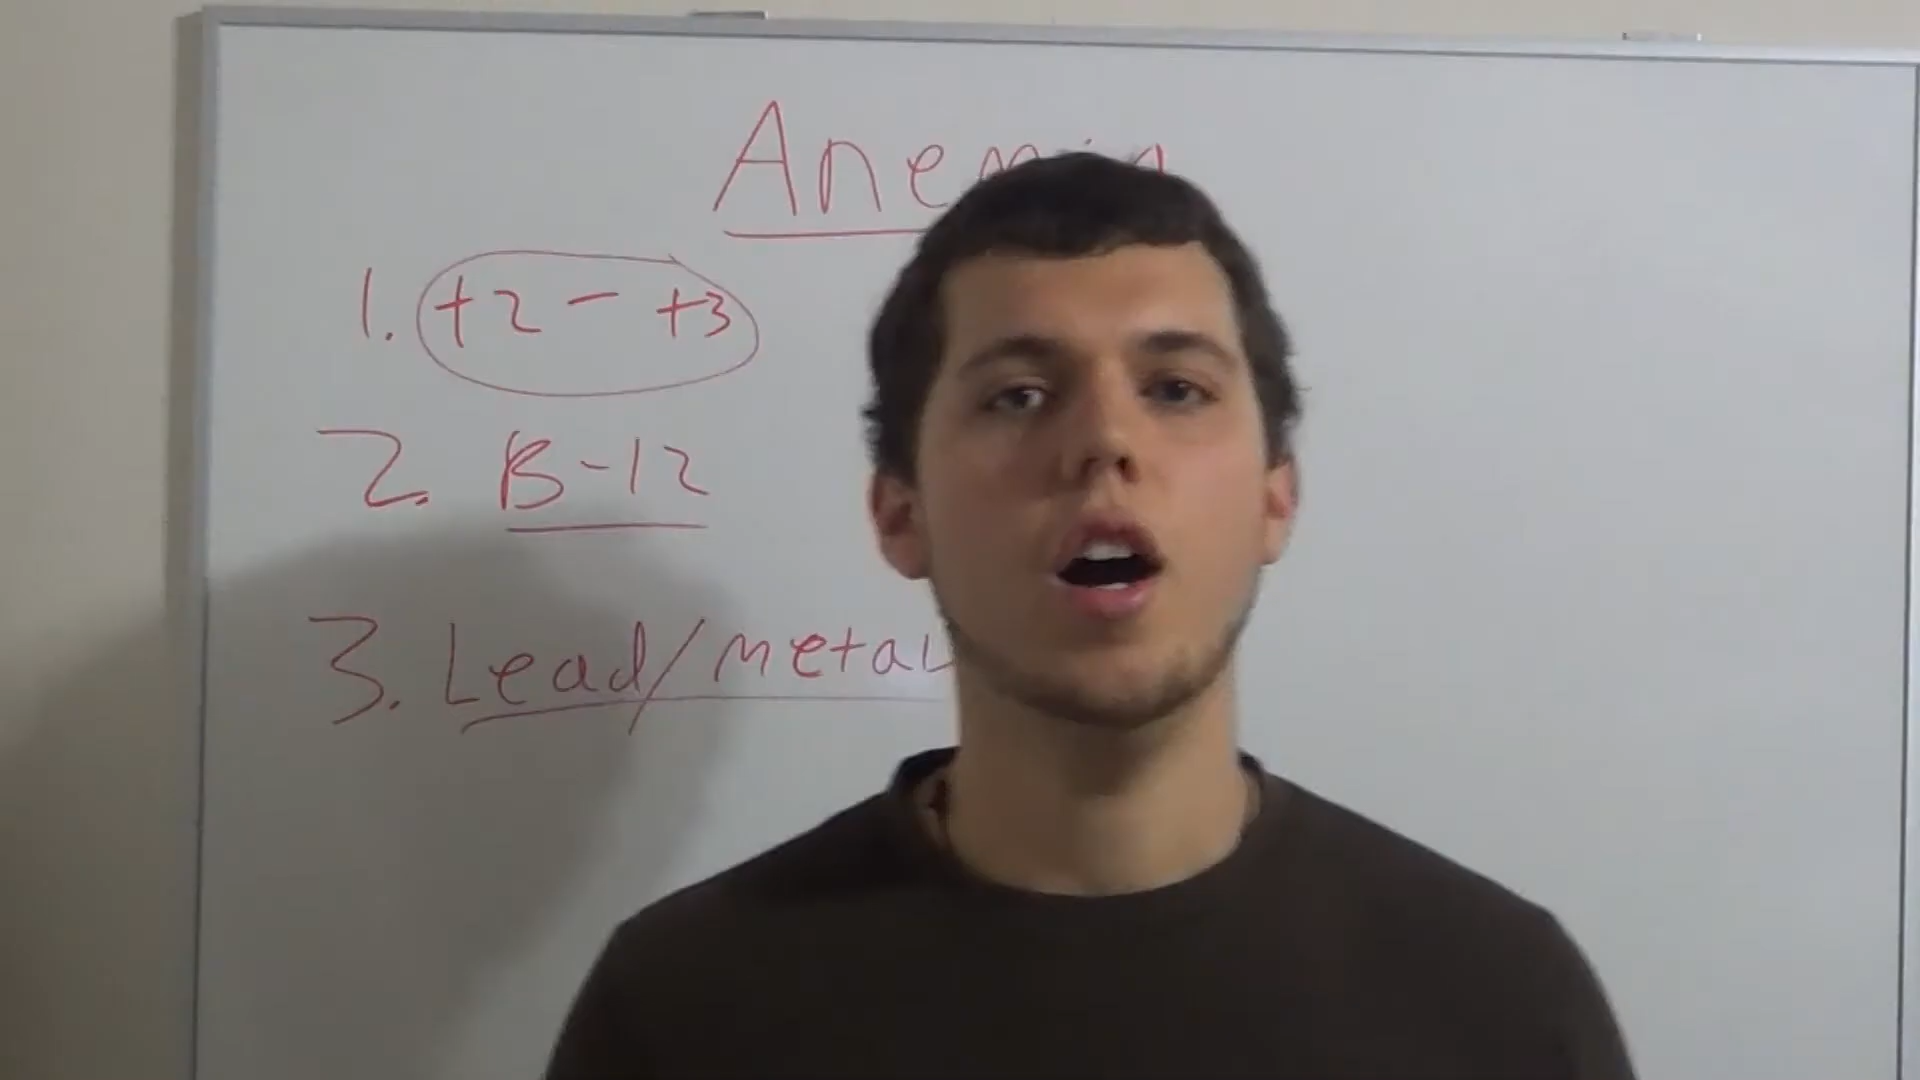 Anemia
1. +2 - +3
2. B-12
3. Lead/metal